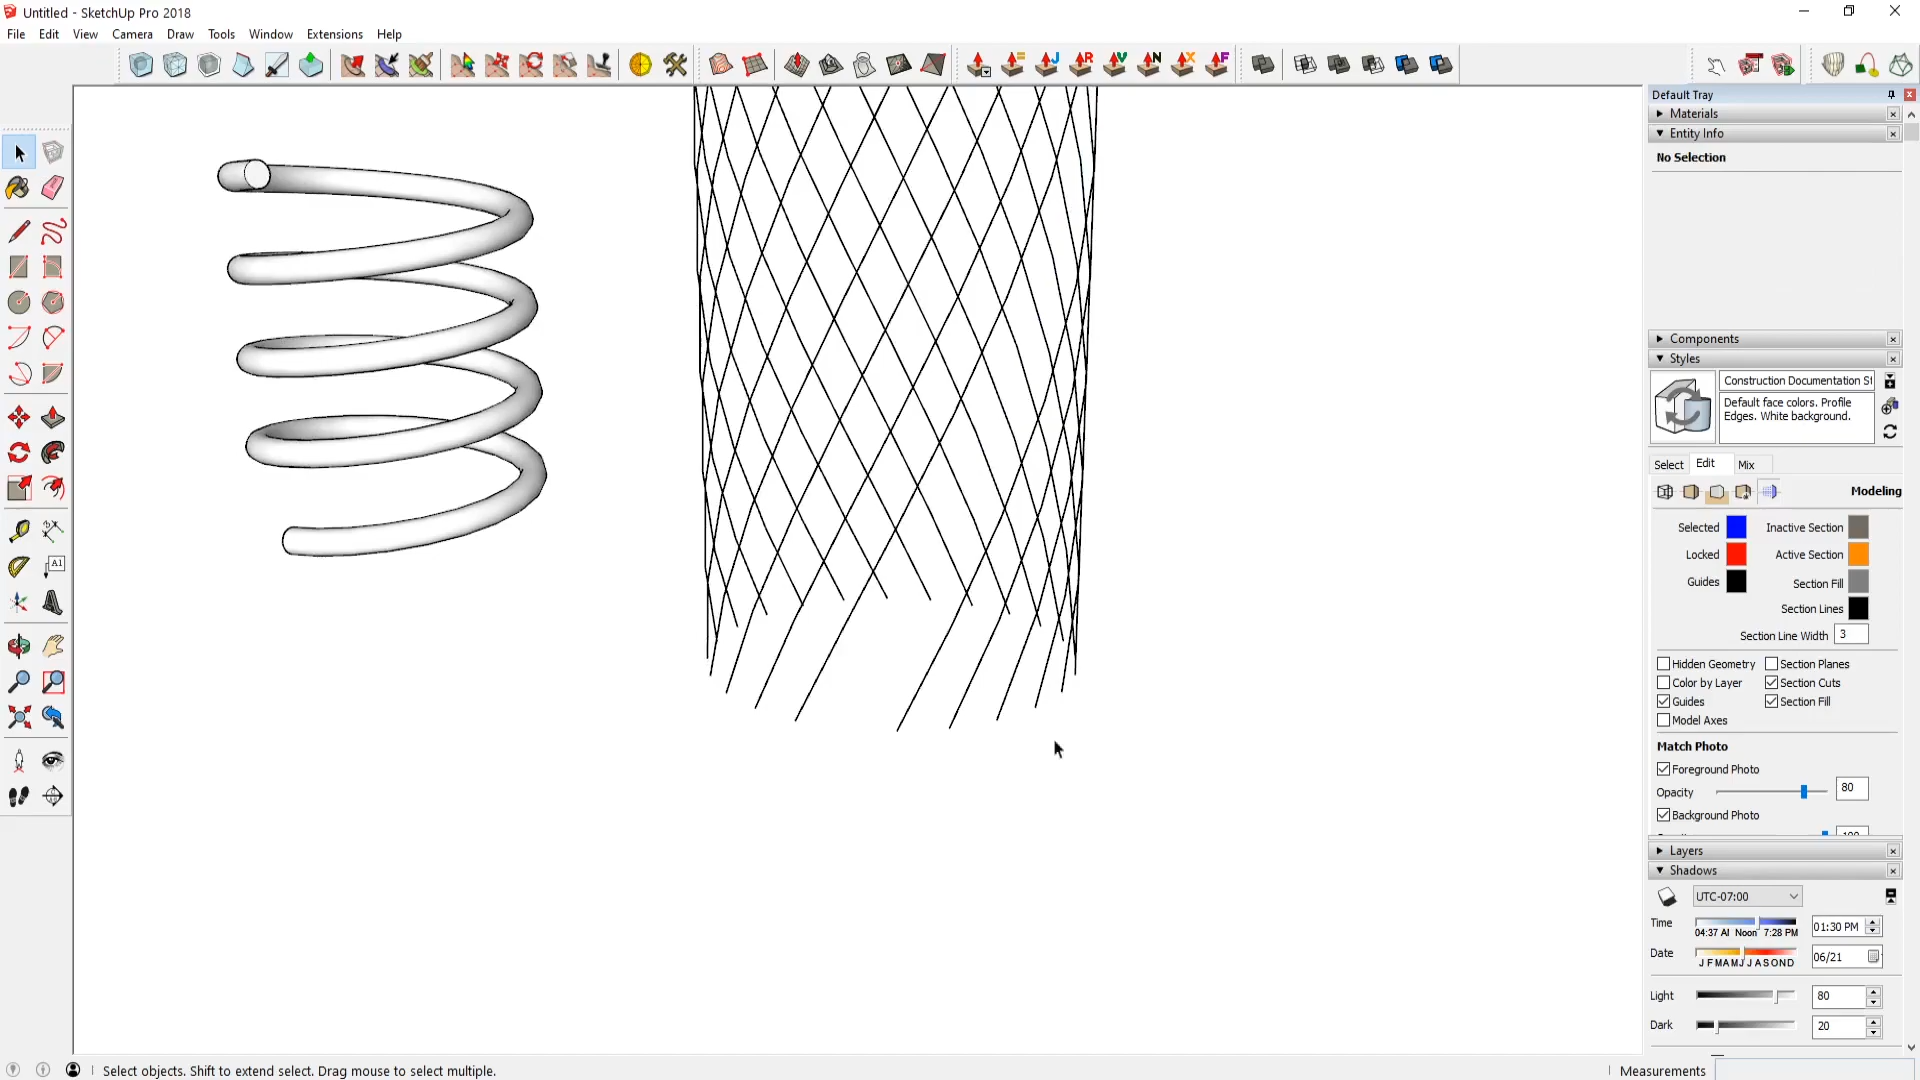 Untitled - SketchUp Pro 2018
File Edit View Camera Draw Tools Window Extensions Help
J R V N X F
Default Tray
Materials
Entity Info
No Selection
Components
Styles
Construction Documentation St
Default face colors. Profile
Edges. White background.
Select Edit Mix
Modeling
Selected Inactive Section
Locked Active Section
Guides Section Fill
Section Lines
Section Line Width 3
Hidden Geometry Section Planes
Color by Layer Section Cuts
Guides Section Fill
Model Axes
Match Photo
Foreground Photo
Opacity 80
Background Photo
Layers
Shadows
UTC-07:00
Time 01:30 PM
04:37 AM Noon 7:28 PM
Date 06/21
J F M A M J J A S O N D
Light 80
Dark 20
A1
Select objects. Shift to extend select. Drag mouse to select multiple.
Measurements